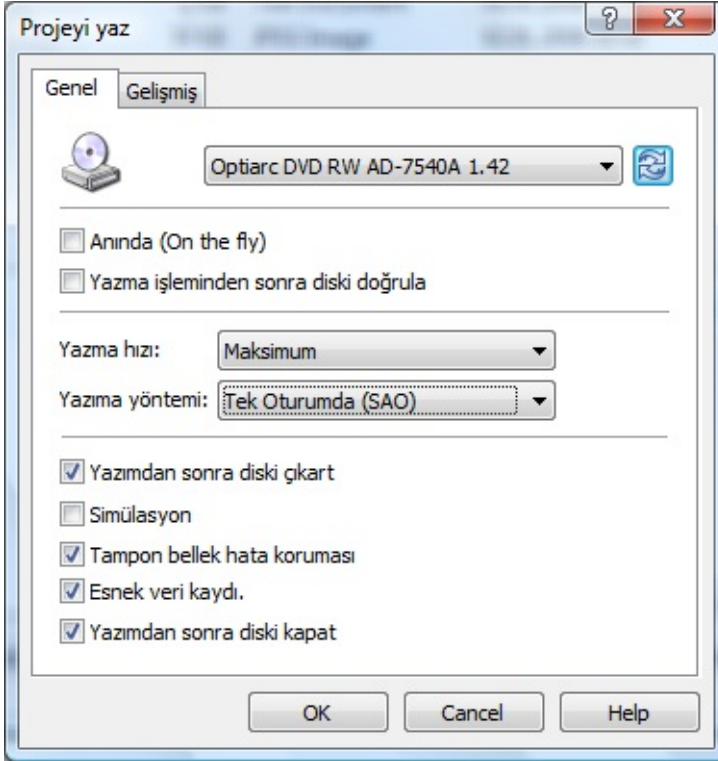 Projeyi yaz
Genel
Gelişmiş
Optiarc DVD RW AD-7540A 1.42
Anında (On the fly)
Yazma işleminden sonra diski doğrula
Yazma hızı: Maksimum
Yazıma yöntemi: Tek Oturumda (SAO)
Yazımdan sonra diski çıkart
Simülasyon
Tampon bellek hata koruması
Esnek veri kaydı.
Yazımdan sonra diski kapat
OK
Cancel
Help